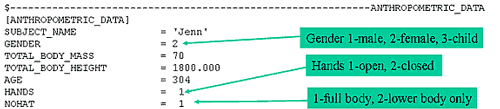 $----------------------------------------------------------------ANTHROPOMETRIC_DATA
[ANTHROPOMETRIC_DATA]
SUBJECT_NAME = 'Jenn'
GENDER = 2
Gender 1-male, 2-female, 3-child
TOTAL_BODY_MASS = 70
TOTAL_BODY_HEIGHT = 1800.000
Hands 1-open, 2-closed
AGE = 304
HANDS = 1
1-full body, 2-lower body only
NOHAT = 1